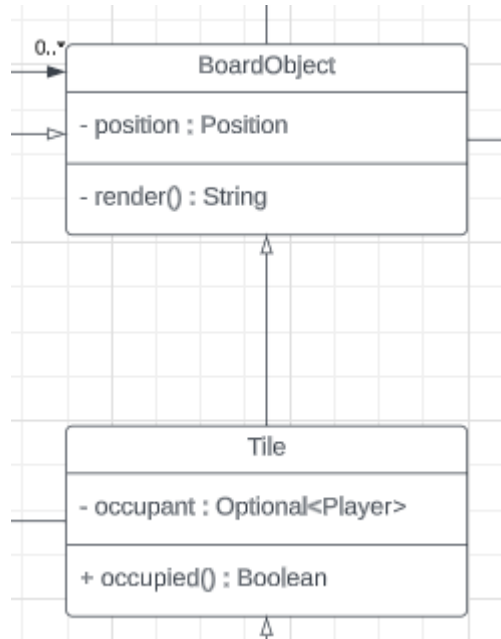 0..*
BoardObject
- position : Position
- render() : String
Tile
- occupant : Optional<Player>
+ occupied() : Boolean